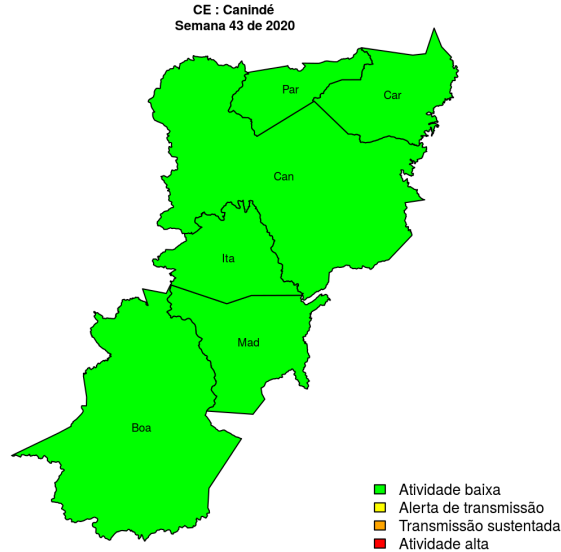 CE : Canindé
Semana 43 de 2020
Par
Car
Can
Ita
Mad
Boa
Atividade baixa
Alerta de transmissão
Transmissão sustentada
Atividade alta